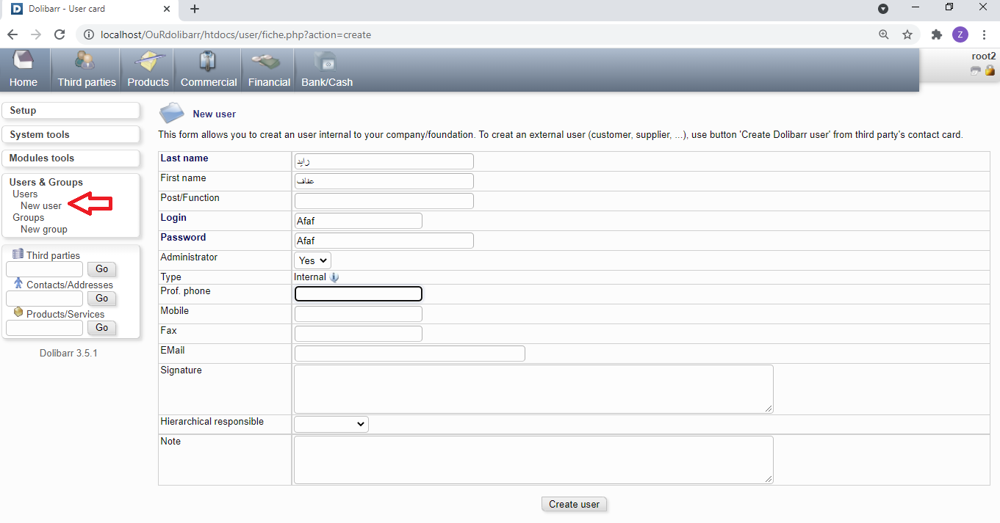 Dolibarr - User card
localhost/OuRdolibarr/htdocs/user/fiche.php?action=create
Z
Home
Third parties
Products
Commercial
Financial
Bank/Cash
root2
Setup
System tools
Modules tools
Users & Groups
Users
New user
Groups
New group
Third parties
Go
Contacts/Addresses
Go
Products/Services
Go
Dolibarr 3.5.1
New user
This form allows you to creat an user internal to your company/foundation. To creat an external user (customer, supplier, ...), use button 'Create Dolibarr user' from third party's contact card.
Last name زايد
First name عفاف
Post/Function
Login Afaf
Password Afaf
Administrator Yes
Type Internal
Prof. phone
Mobile
Fax
EMail
Signature
Hierarchical responsible
Note
Create user